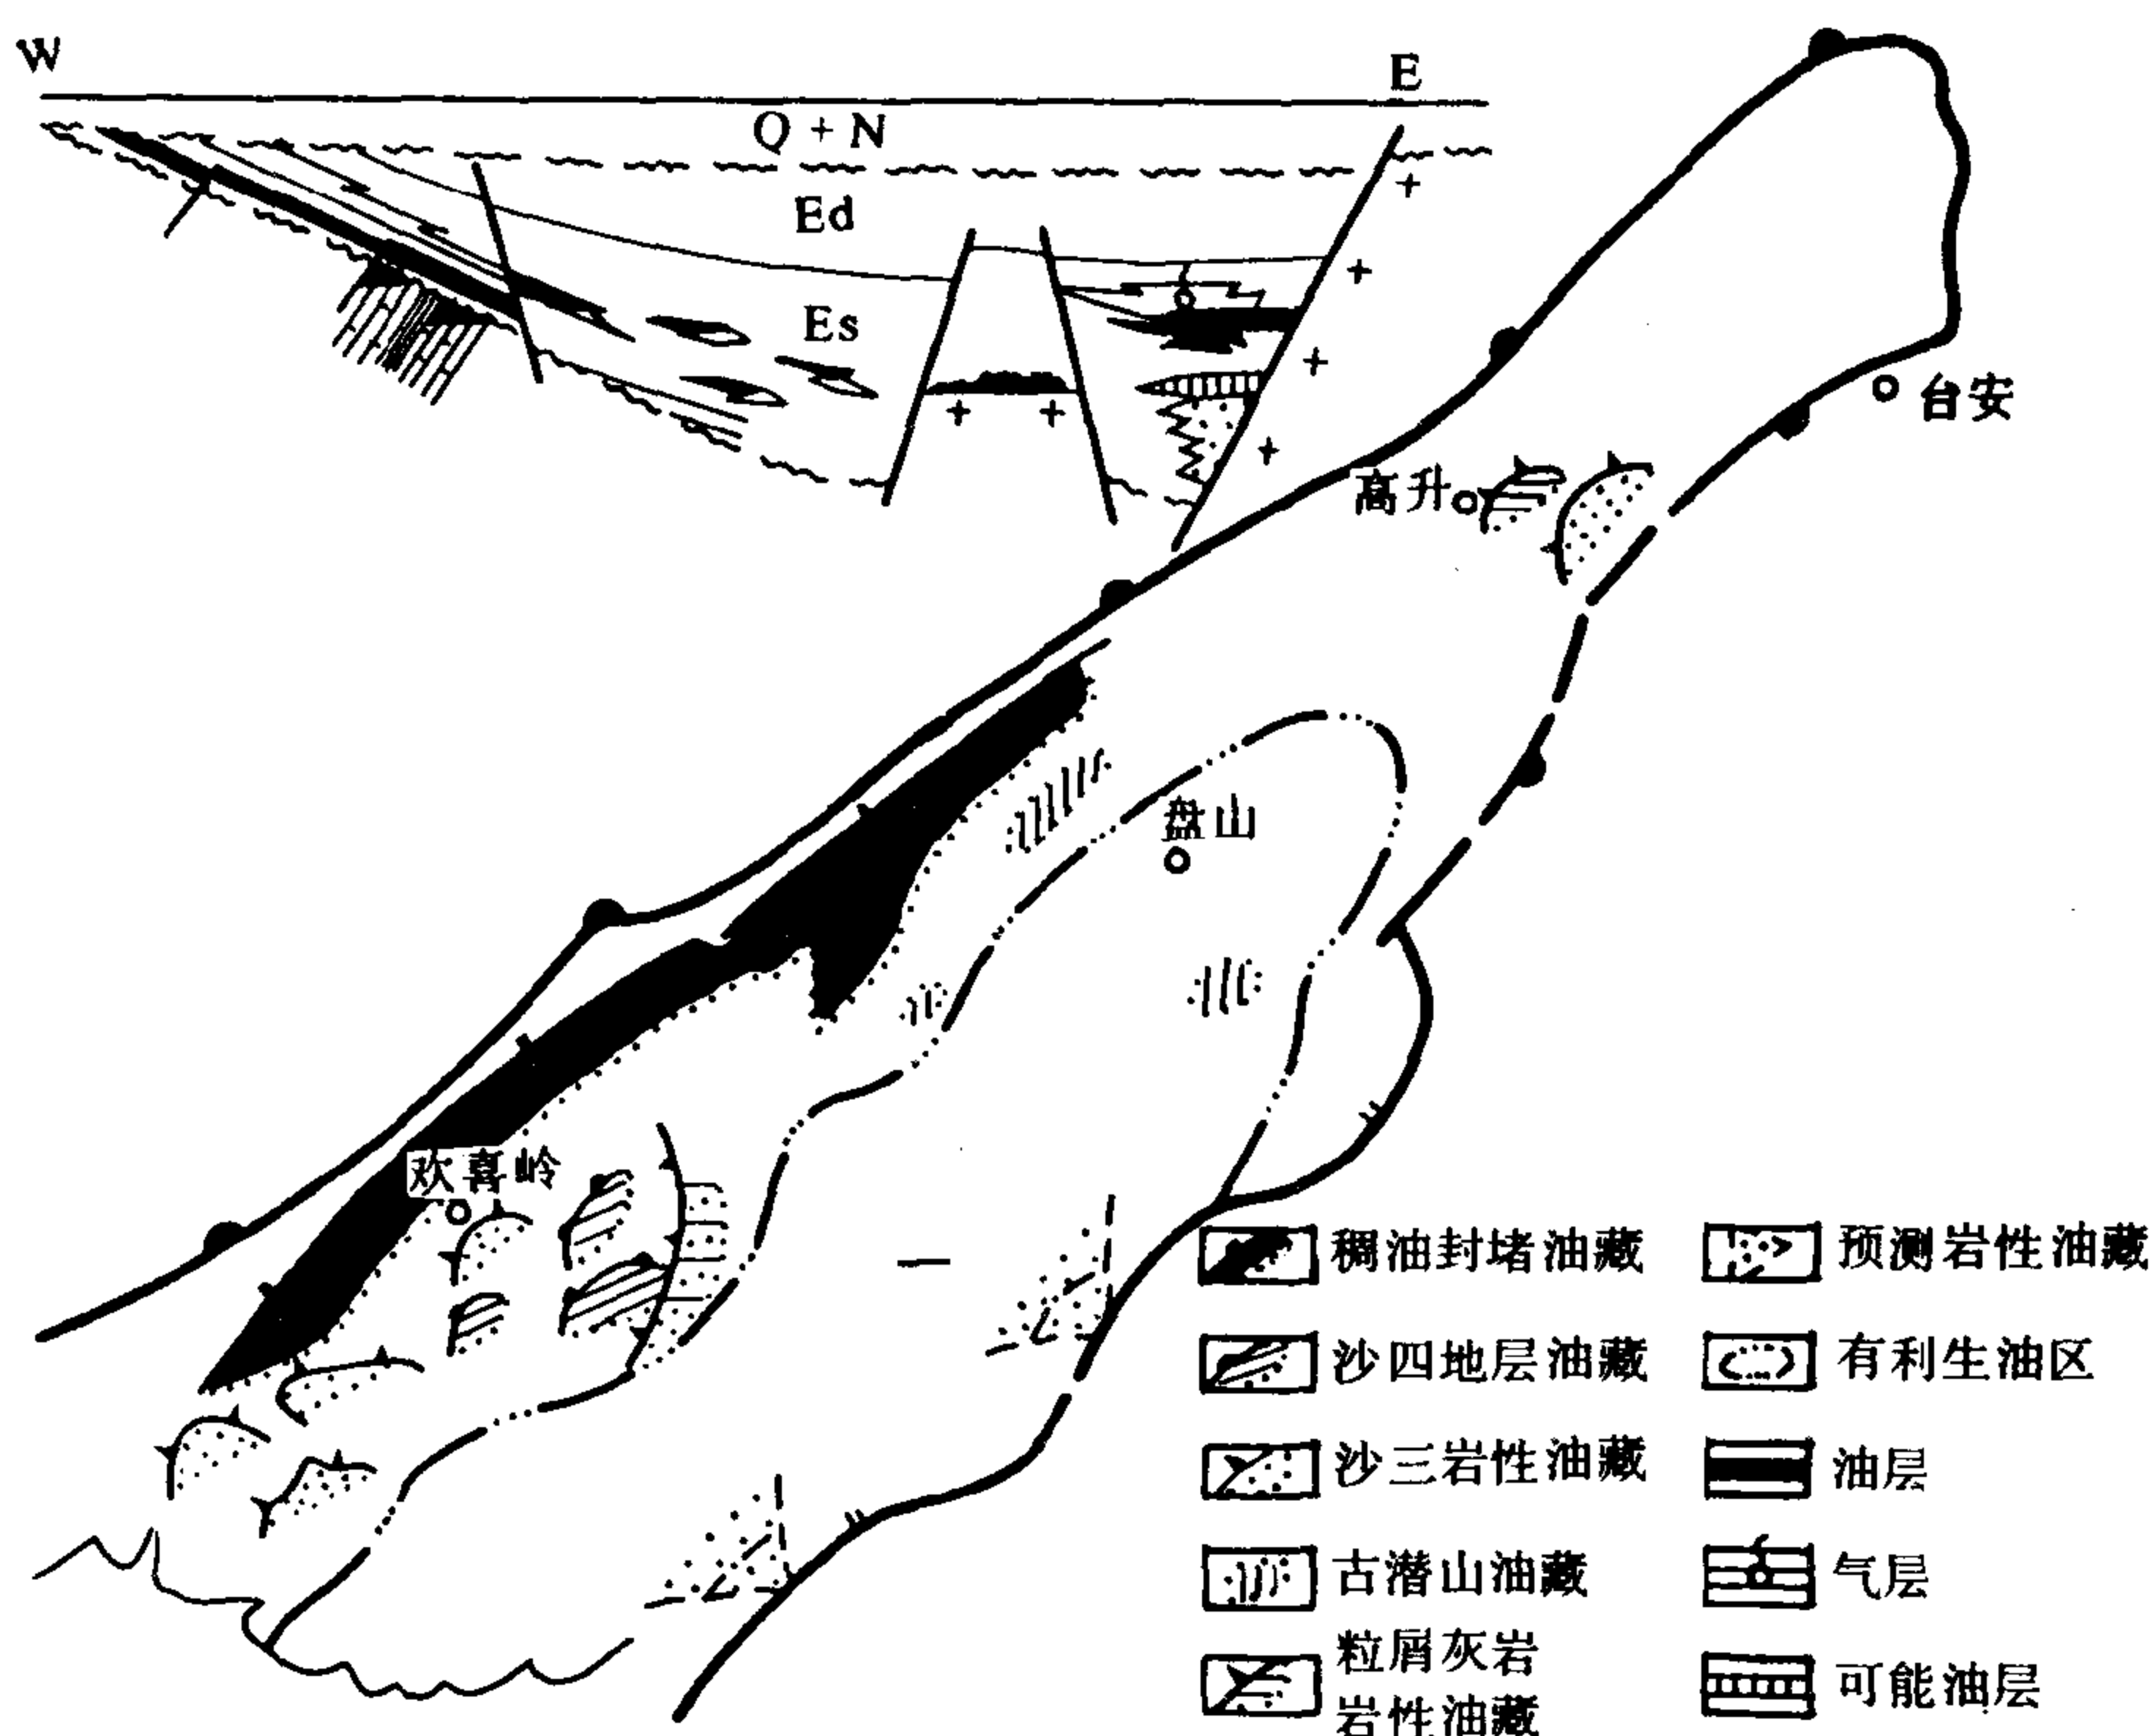 W
E
Q + N
Ed
Es
台安
高升
盘山
欢喜岭
稠油封堵油藏
预测岩性油藏
沙四地层油藏
有利生油区
沙三岩性油藏
油层
古潜山油藏
气层
粒屑灰岩
岩性油藏
可能油层